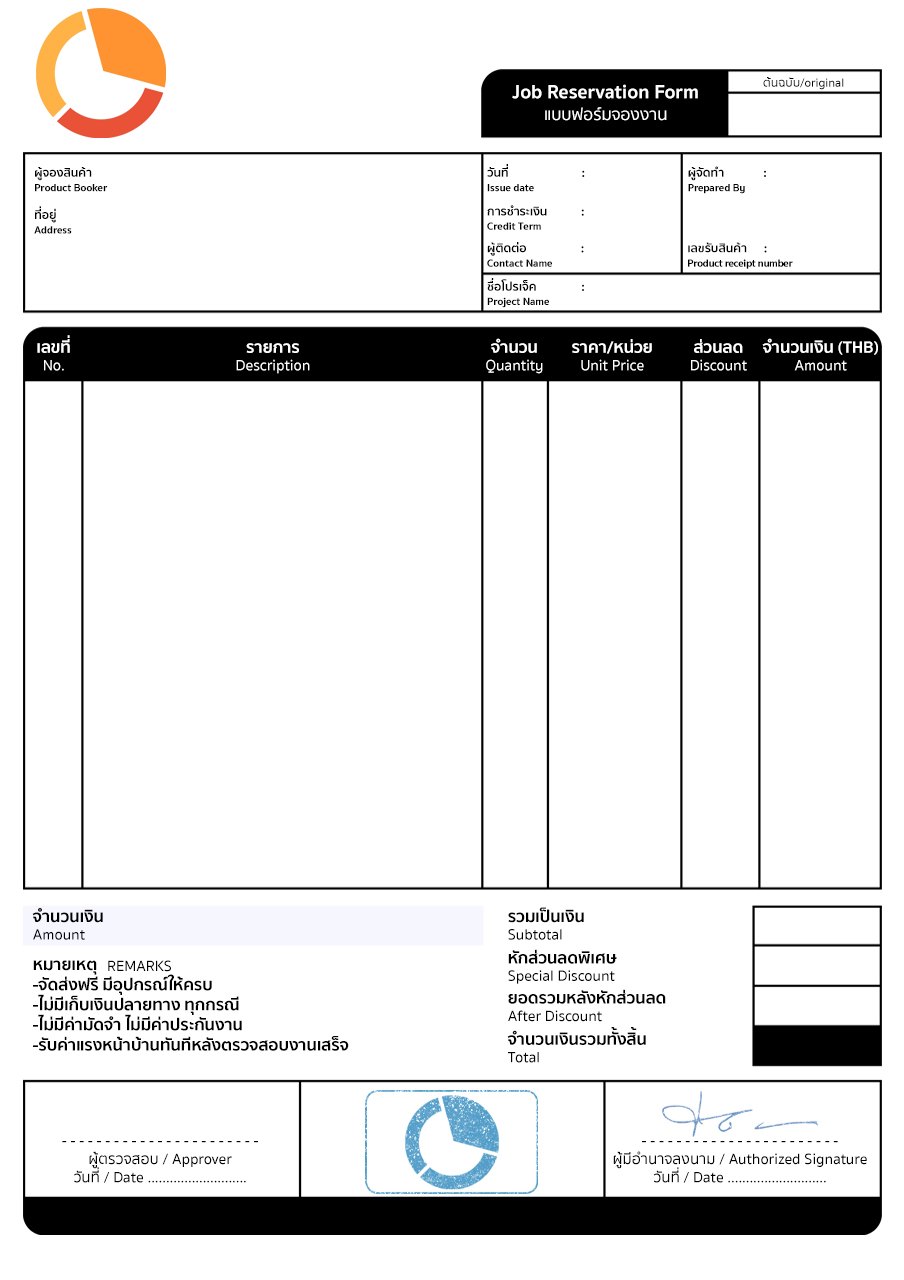 Job Reservation Form
แบบฟอร์มจองงาน
ต้นฉบับ/original
ผู้จองสินค้า
Product Booker
ที่อยู่
Address
วันที่ :
Issue date
การชำระเงิน :
Credit Term
ผู้ติดต่อ :
Contact Name
ผู้จัดทำ :
Prepared By
เลขรับสินค้า :
Product receipt number
ชื่อโปรเจ็ค :
Project Name
เลขที่ รายการ จำนวน ราคา/หน่วย ส่วนลด จำนวนเงิน (THB)
No. Description Quantity Unit Price Discount Amount
จำนวนเงิน
Amount
หมายเหตุ REMARKS
-จัดส่งฟรี มีอุปกรณ์ให้ครบ
-ไม่มีเก็บเงินปลายทาง ทุกกรณี
-ไม่มีค่ามัดจำ ไม่มีค่าประกันงาน
-รับค่าแรงหน้าบ้านทันทีหลังตรวจสอบงานเสร็จ
รวมเป็นเงิน
Subtotal
หักส่วนลดพิเศษ
Special Discount
ยอดรวมหลังหักส่วนลด
After Discount
จำนวนเงินรวมทั้งสิ้น
Total
ผู้ตรวจสอบ / Approver
วันที่ / Date ...........................
ผู้มีอำนาจลงนาม / Authorized Signature
วันที่ / Date ...........................